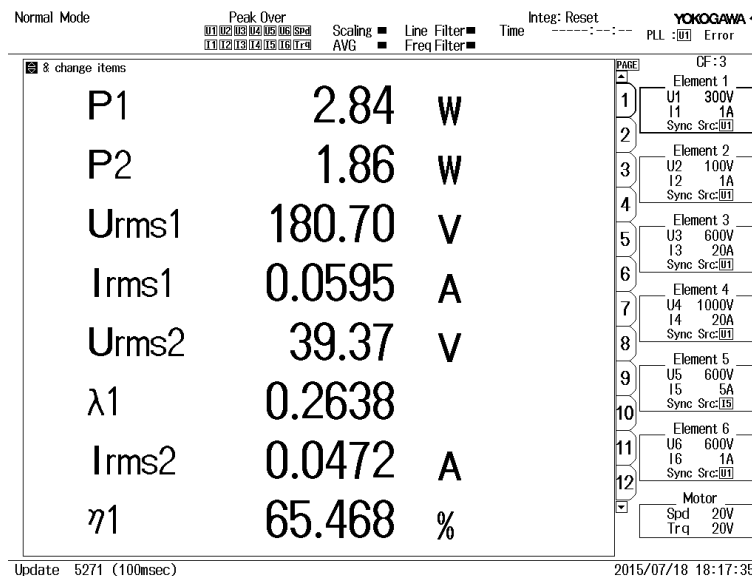 Normal Mode
Peak Over
U1 U2 U3 U4 U5 U6 Spd
I1 I2 I3 I4 I5 I6 Trq
Scaling
AVG
Line Filter
Freq Filter
Integ: Reset
Time -----:--:--
YOKOGAWA
PLL :U1 Error
& change items
P1 2.84 W
P2 1.86 W
Urms1 180.70 V
Irms1 0.0595 A
Urms2 39.37 V
λ1 0.2638
Irms2 0.0472 A
η1 65.468 %
PAGE
1
2
3
4
5
6
7
8
9
10
11
12
CF:3
Element 1
U1 300V
I1 1A
Sync Src:U1
Element 2
U2 100V
I2 1A
Sync Src:U1
Element 3
U3 600V
I3 20A
Sync Src:U1
Element 4
U4 1000V
I4 20A
Sync Src:U1
Element 5
U5 600V
I5 5A
Sync Src:I5
Element 6
U6 600V
I6 1A
Sync Src:U1
Motor
Spd 20V
Trq 20V
Update 5271 (100msec)
2015/07/18 18:17:35